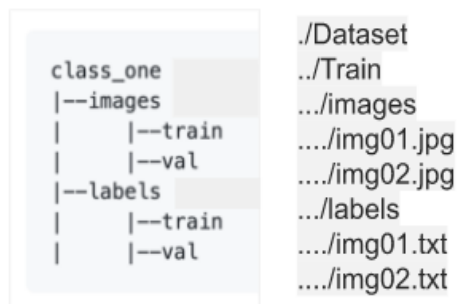 class_one
|--images
|      |--train
|      |--val
|--labels
|      |--train
|      |--val
./Dataset
../Train
.../images
..../img01.jpg
..../img02.jpg
.../labels
..../img01.txt
..../img02.txt